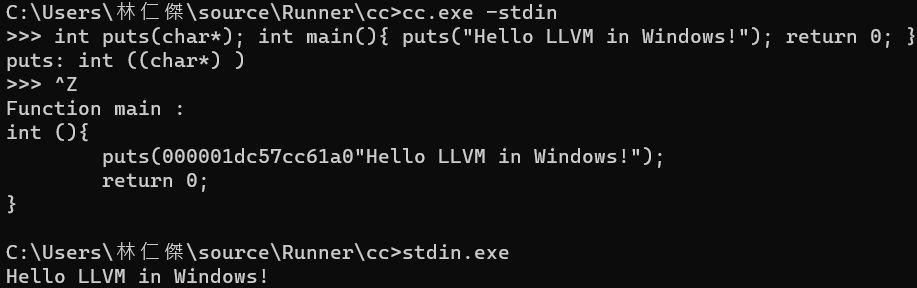 C:\Users\林仁傑\source\Runner\cc>cc.exe -stdin
>>> int puts(char*); int main(){ puts("Hello LLVM in Windows!"); return 0; }
puts: int ((char*) )
>>> ^Z
Function main :
int (){
        puts(000001dc57cc61a0"Hello LLVM in Windows!");
        return 0;
}
C:\Users\林仁傑\source\Runner\cc>stdin.exe
Hello LLVM in Windows!